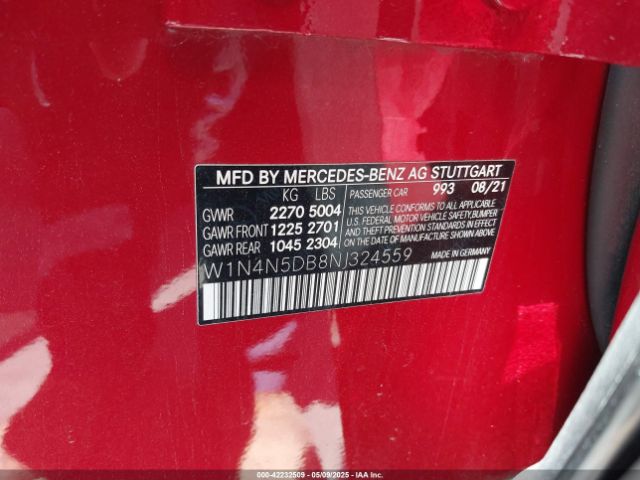 MFD BY MERCEDES-BENZ AG STUTTGART
KG LBS PASSENGER CAR 993 08/21
GVWR 2270 5004
GAWR FRONT 1225 2701
GAWR REAR 1045 2304
THIS VEHICLE CONFORMS TO ALL APPLICABLE
U.S. FEDERAL MOTOR VEHICLE SAFETY, BUMPER
AND THEFT PREVENTION STANDARDS IN EFFECT
ON THE DATE OF MANUFACTURE SHOWN ABOVE.
W1N4N5DB8NJ324559 MADE IN GERMANY
000-42232509 | 05/09/2025 | IAAI.COM